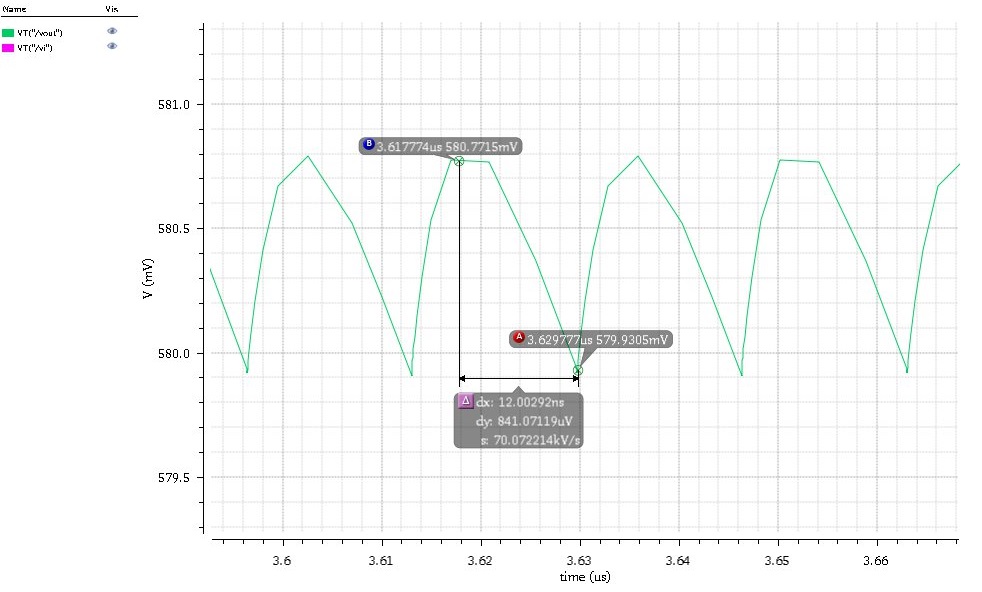 Name Vis
VT("/vout")
VT("/vi")
581.0
580.5
580.0
579.5
V (mV)
B 3.617774us 580.7715mV
A 3.629777us 579.9305mV
Δ dx: 12.00292ns
dy: 841.07119uV
s: 70.072214kV/s
3.6 3.61 3.62 3.63 3.64 3.65 3.66
time (us)